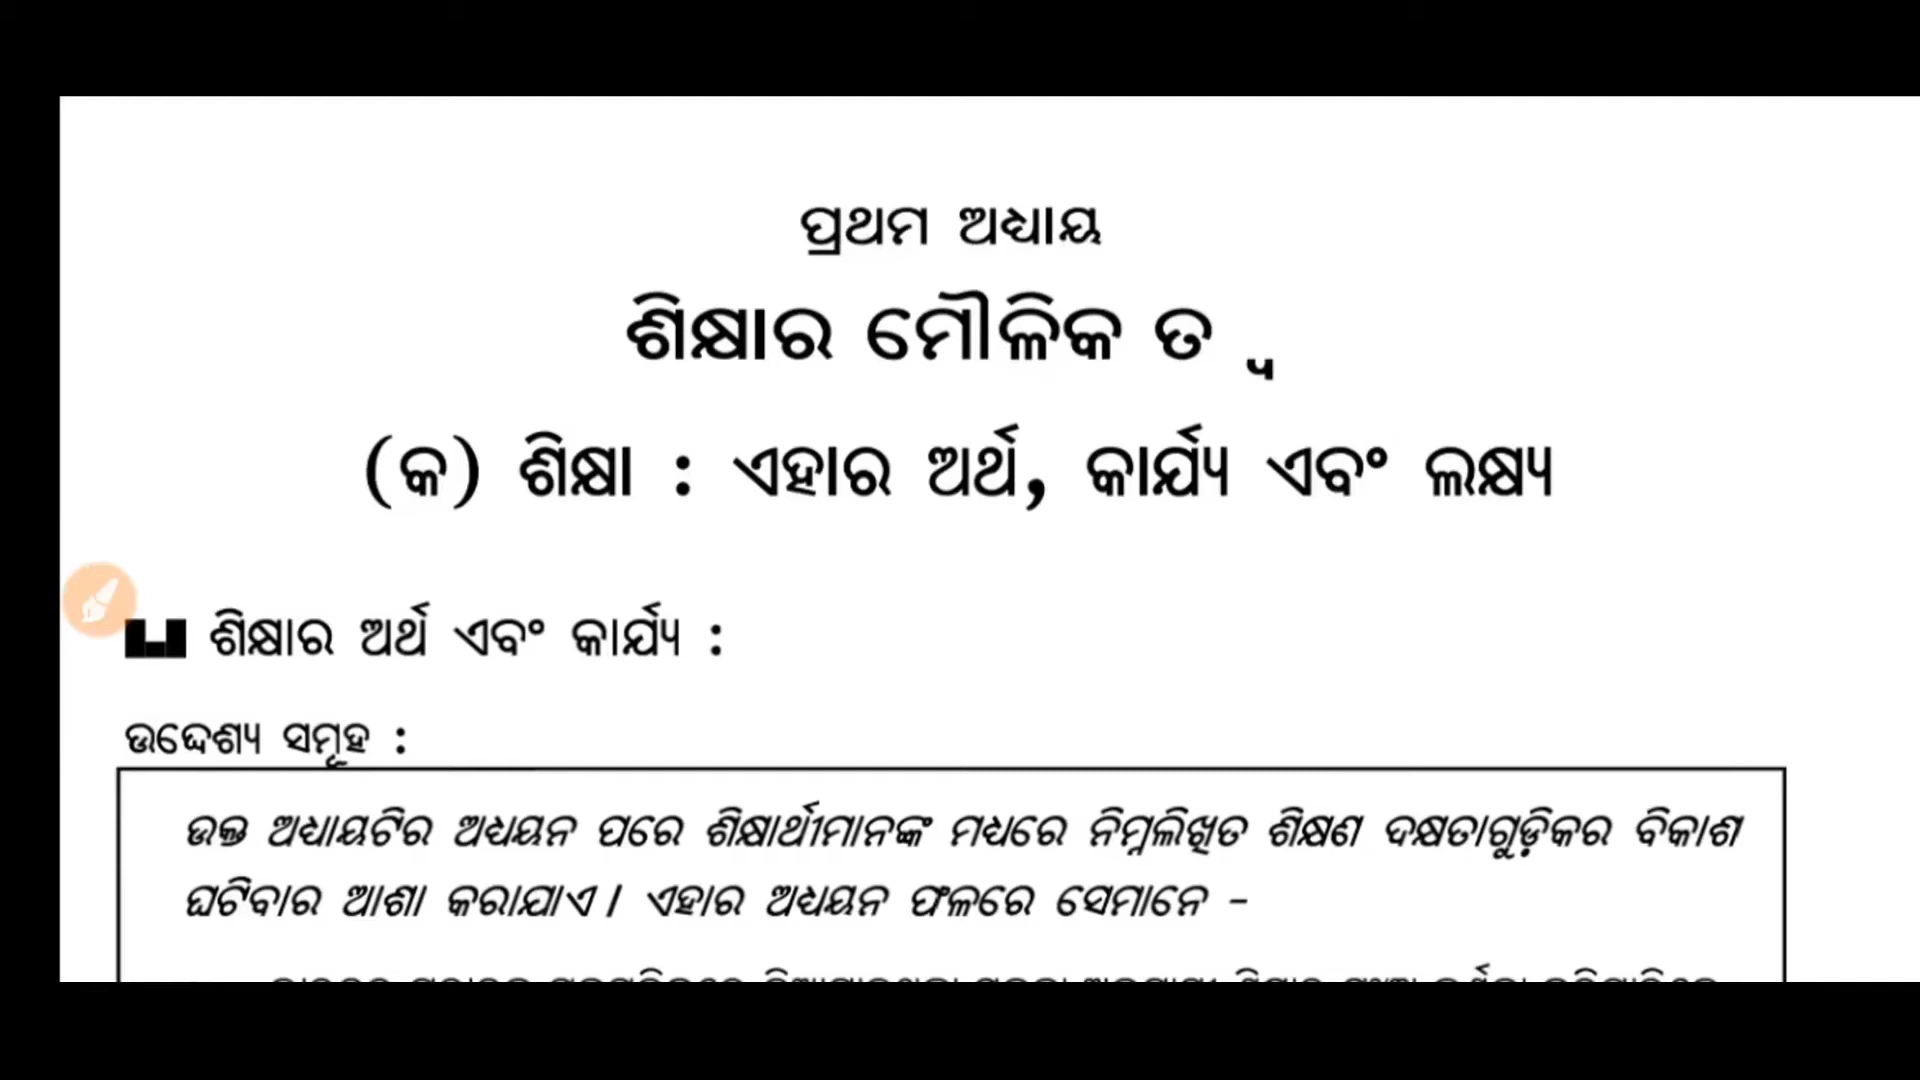 ପ୍ରଥମ ଅଧ୍ୟାୟ
ଶିକ୍ଷାର ମୌଳିକ ତ ୍ୱ
(କ) ଶିକ୍ଷା : ଏହାର ଅର୍ଥ, କାର୍ଯ୍ୟ ଏବଂ ଲକ୍ଷ୍ୟ
ଶିକ୍ଷାର ଅର୍ଥ ଏବଂ କାର୍ଯ୍ୟ :
ଉଦ୍ଦେଶ୍ୟ ସମୂହ :
ଉକ୍ତ ଅଧ୍ୟାୟଟିର ଅଧ୍ୟୟନ ପରେ ଶିକ୍ଷାର୍ଥୀମାନଙ୍କ ମଧ୍ୟରେ ନିମ୍ନଲିଖିତ ଶିକ୍ଷଣ ଦକ୍ଷତାଗୁଡ଼ିକର ବିକାଶ
ଘଟିବାର ଆଶା କରାଯାଏ । ଏହାର ଅଧ୍ୟୟନ ଫଳରେ ସେମାନେ –